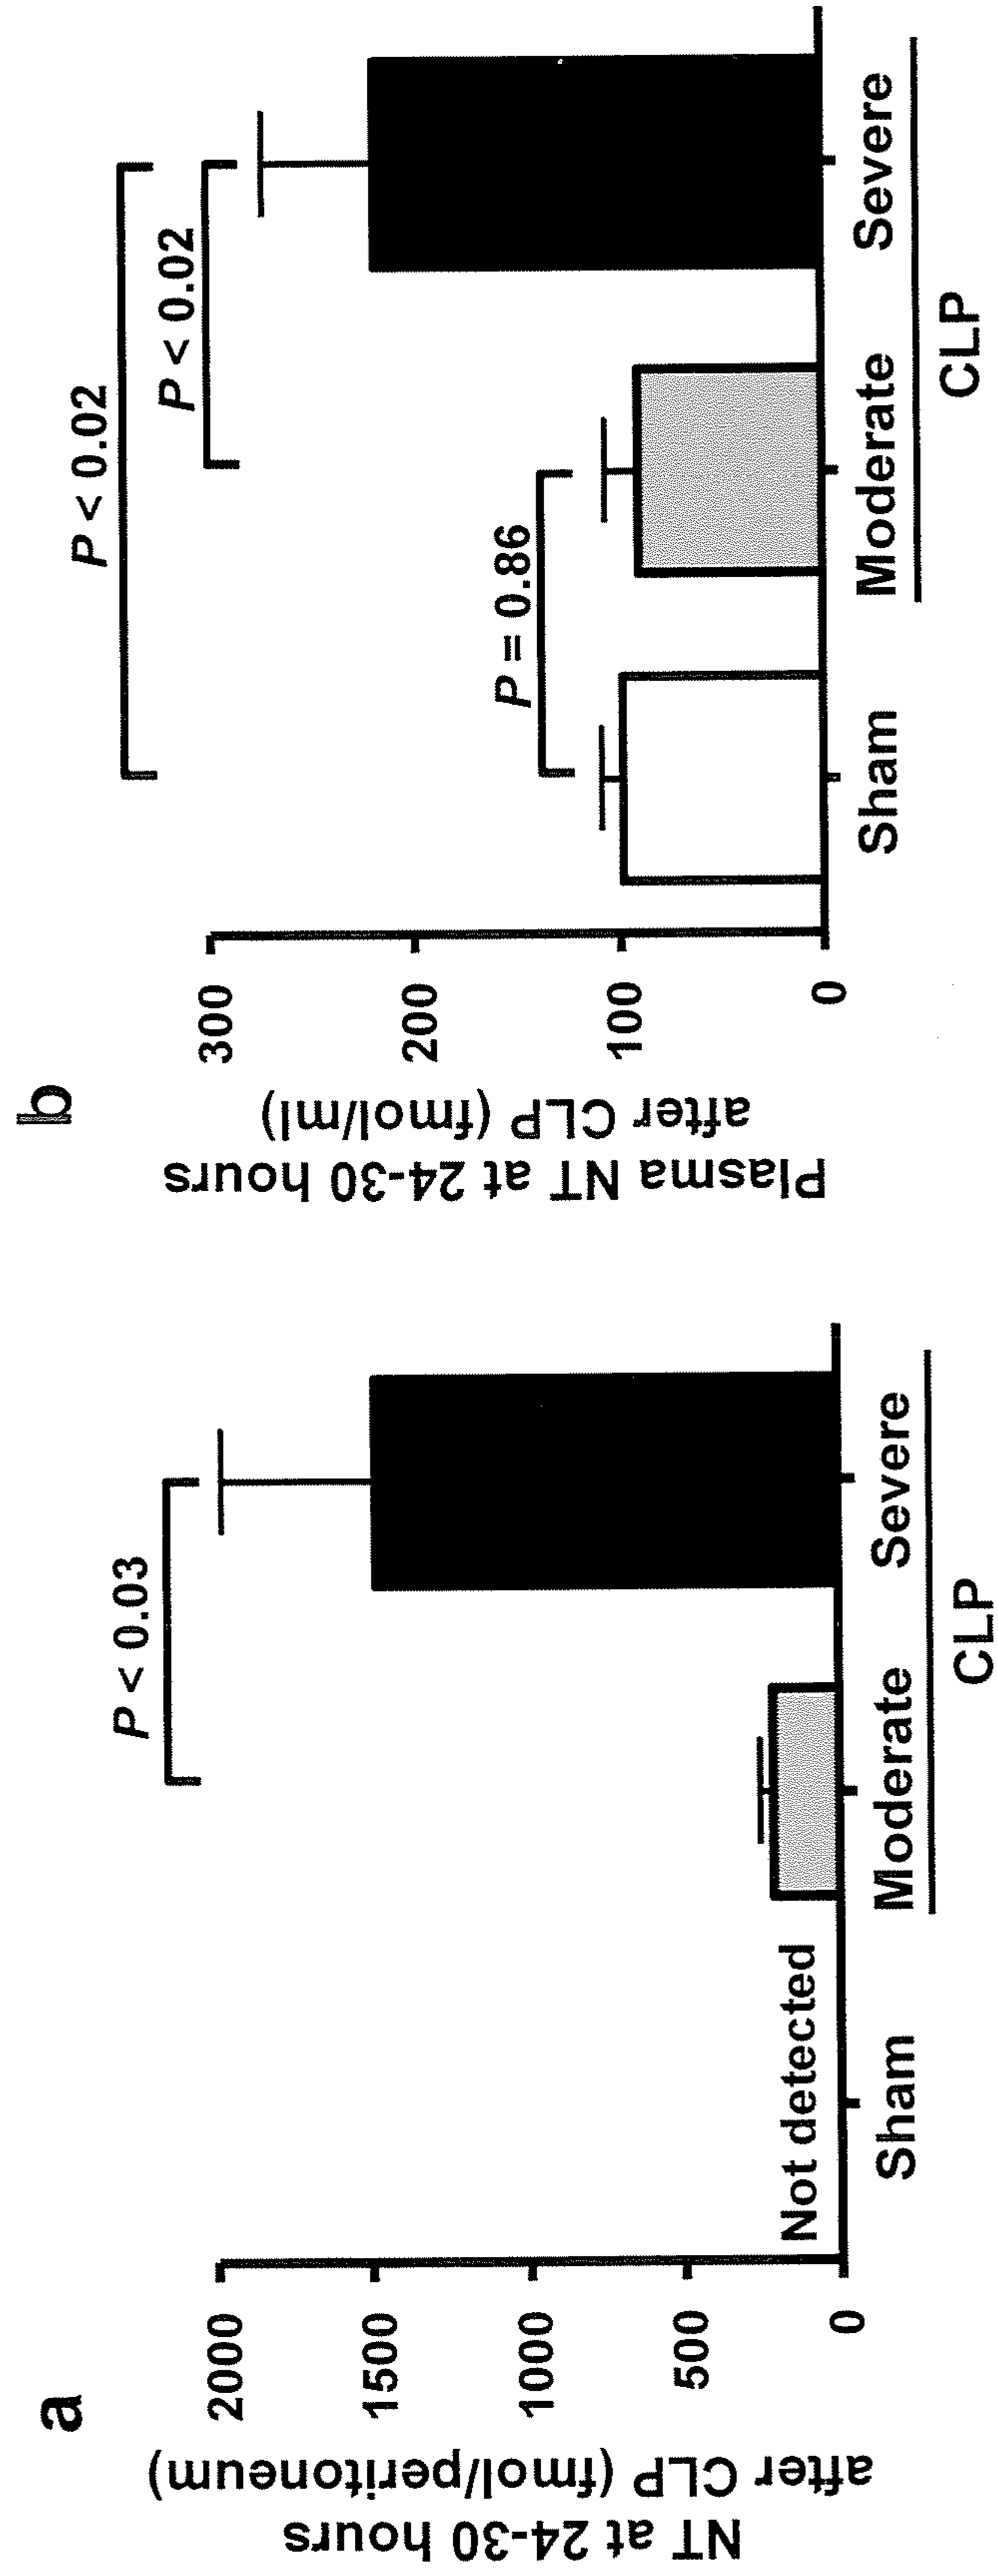 a
NT at 24-30 hours
after CLP (fmol/peritoneum)
2000
1500
1000
500
0
P < 0.03
Not detected
Sham
Moderate
Severe
CLP
b
Plasma NT at 24-30 hours
after CLP (fmol/ml)
300
200
100
0
P < 0.02
P < 0.02
P = 0.86
Sham
Moderate
Severe
CLP